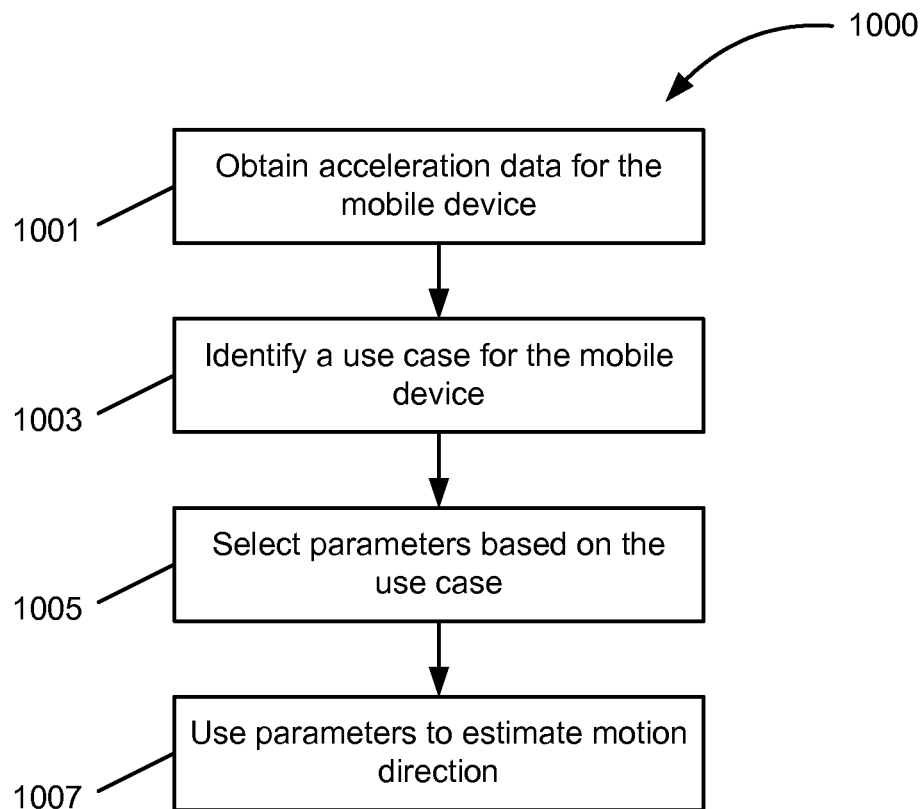 1000
Obtain acceleration data for the
mobile device
1001
Identify a use case for the mobile
device
1003
Select parameters based on the
use case
1005
Use parameters to estimate motion
direction
1007